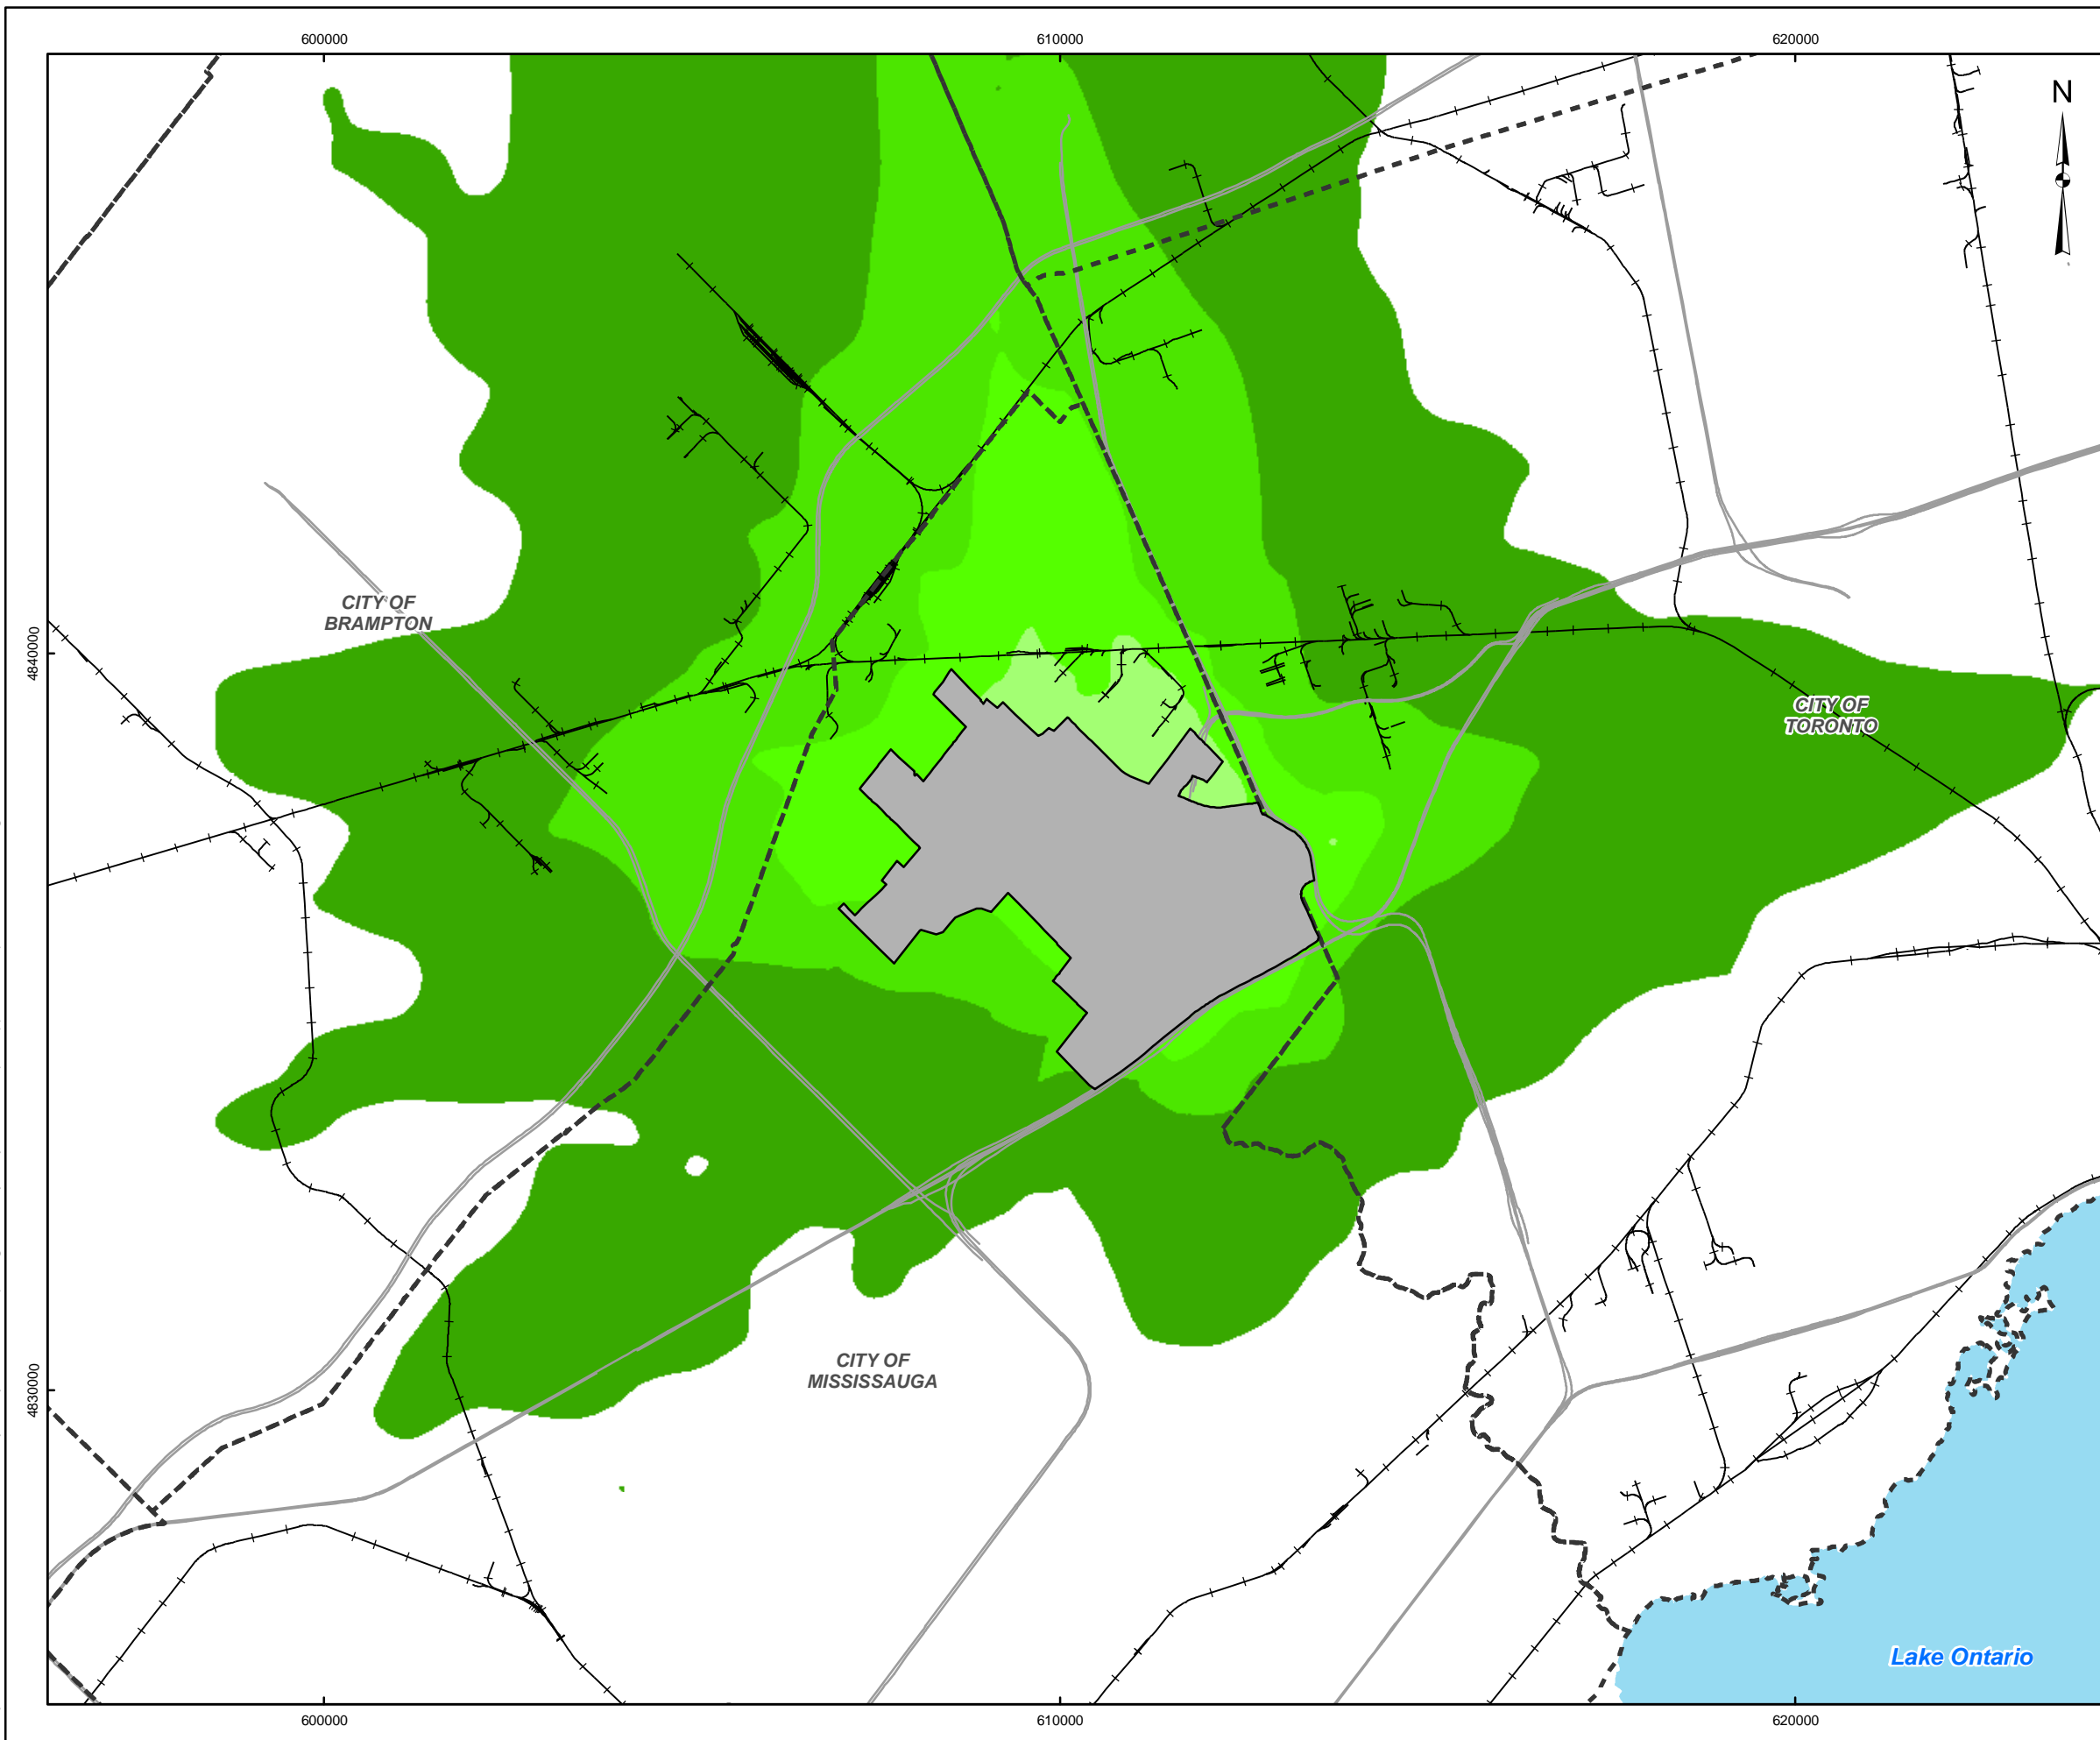 600000
610000
620000
N
CITY OF
BRAMPTON
4840000
CITY OF
TORONTO
CITY OF
MISSISSAUGA
4830000
Lake Ontario
600000
610000
620000